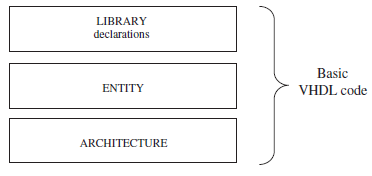 LIBRARY
declarations
ENTITY
ARCHITECTURE
Basic
VHDL code